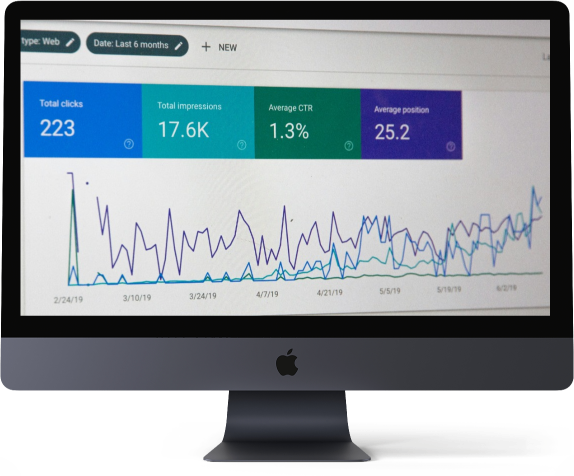 type: Web
Date: Last 6 months
+ NEW
La
Total clicks
223
Total impressions
17.6K
Average CTR
1.3%
Average position
25.2
2/24/19 3/10/19 3/24/19 4/7/19 4/21/19 5/5/19 5/19/19 6/2/19